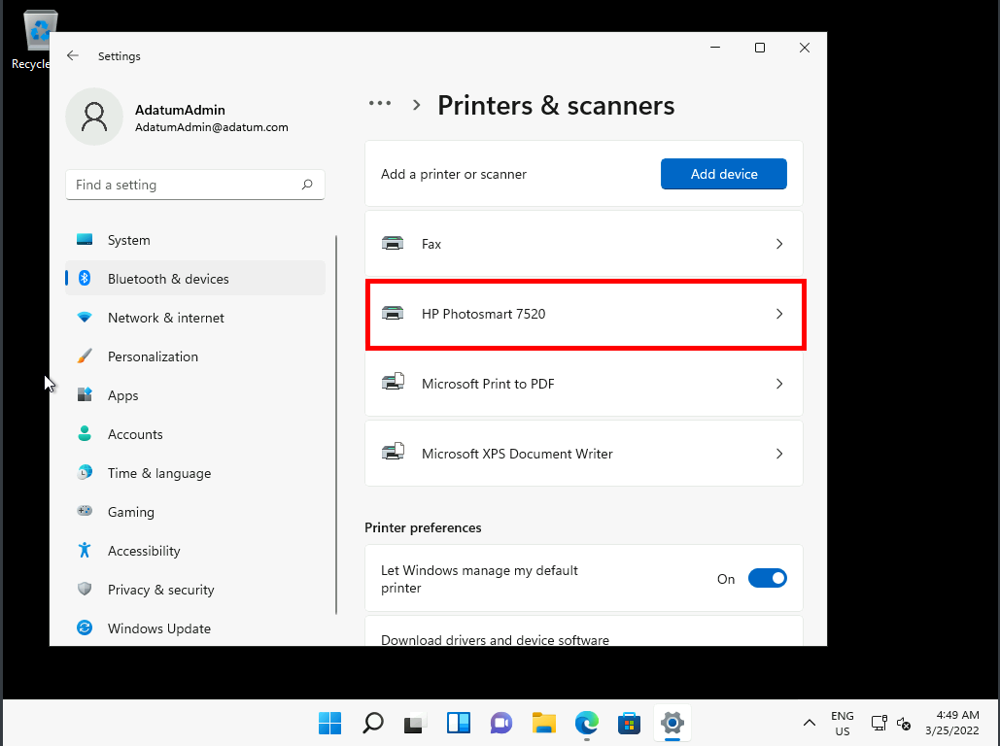 Recycle
Settings
AdatumAdmin
AdatumAdmin@adatum.com
Find a setting
System
Bluetooth & devices
Network & internet
Personalization
Apps
Accounts
Time & language
Gaming
Accessibility
Privacy & security
Windows Update
Printers & scanners
Add a printer or scanner
Add device
Fax
HP Photosmart 7520
Microsoft Print to PDF
Microsoft XPS Document Writer
Printer preferences
Let Windows manage my default
printer
On
Download drivers and device software
ENG
US
4:49 AM
3/25/2022